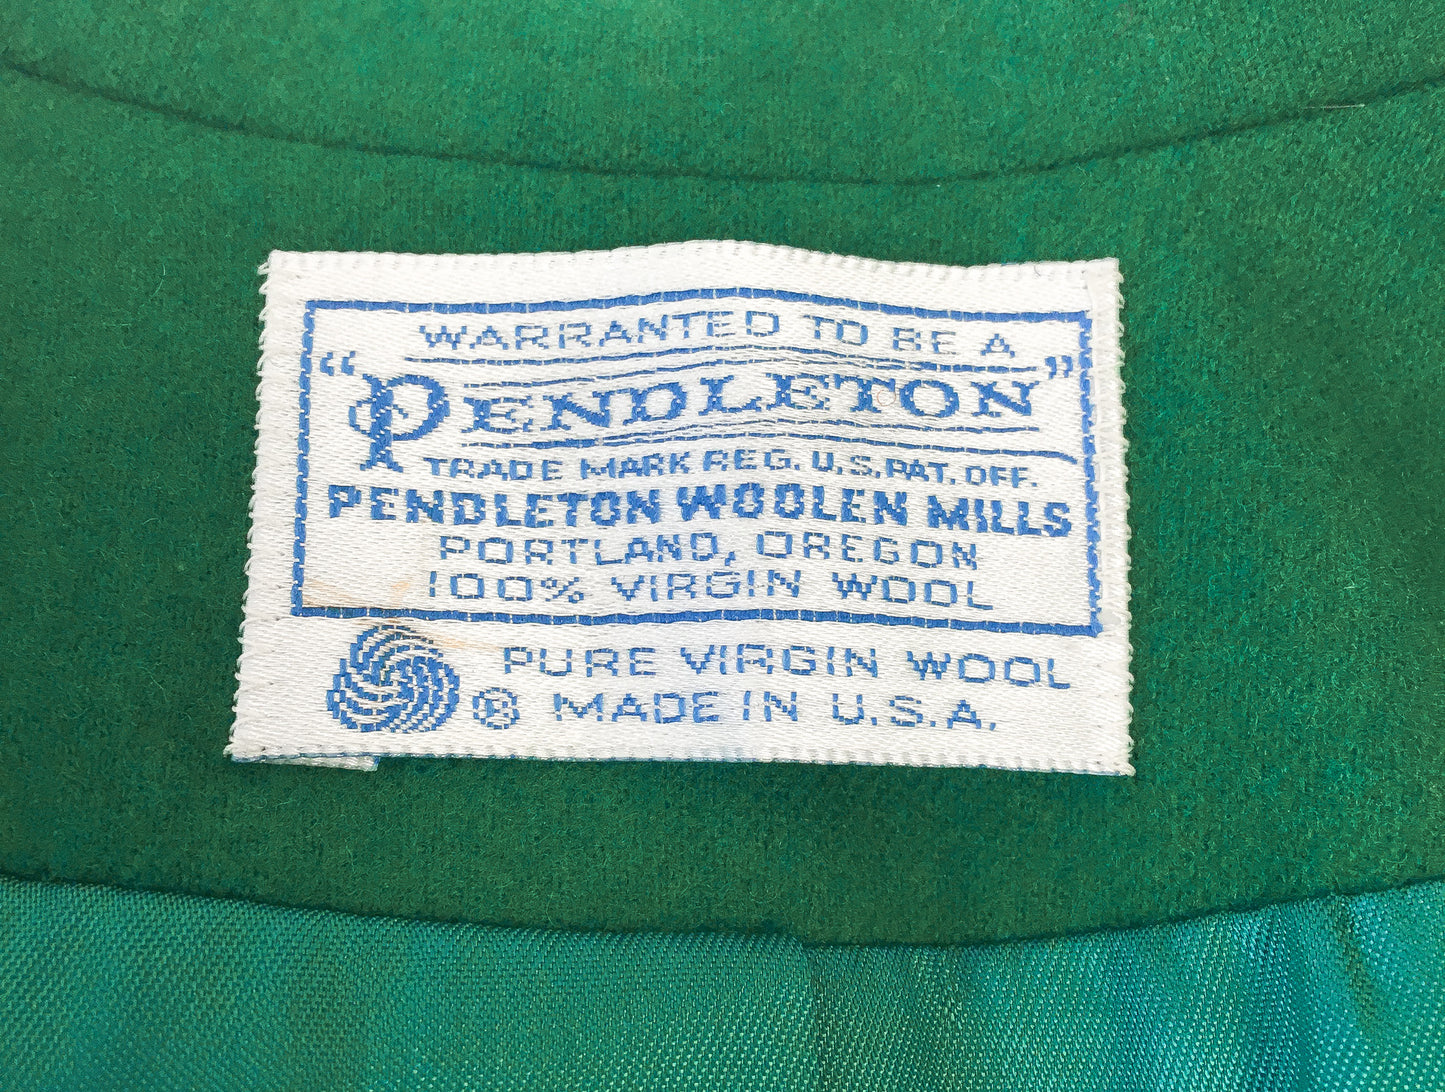 WARRANTED TO BE A
"PENDLETON"
TRADE MARK REG. U.S. PAT. OFF.
PENDLETON WOOLEN MILLS
PORTLAND, OREGON
100% VIRGIN WOOL
PURE VIRGIN WOOL
® MADE IN U.S.A.